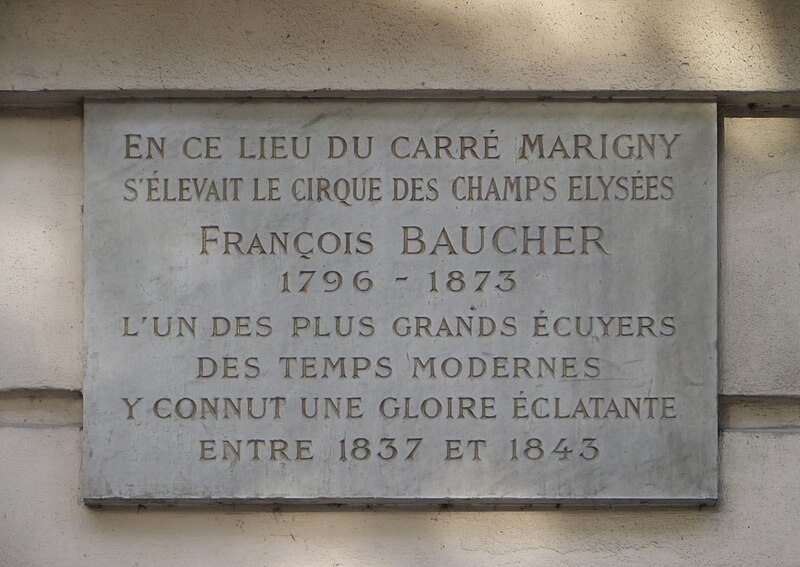 EN CE LIEU DU CARRÉ MARIGNY
S'ÉLEVAIT LE CIRQUE DES CHAMPS ELYSÉES
FRANÇOIS BAUCHER
1796 - 1873
L'UN DES PLUS GRANDS ÉCUYERS
DES TEMPS MODERNES
Y CONNUT UNE GLOIRE ÉCLATANTE
ENTRE 1837 ET 1843